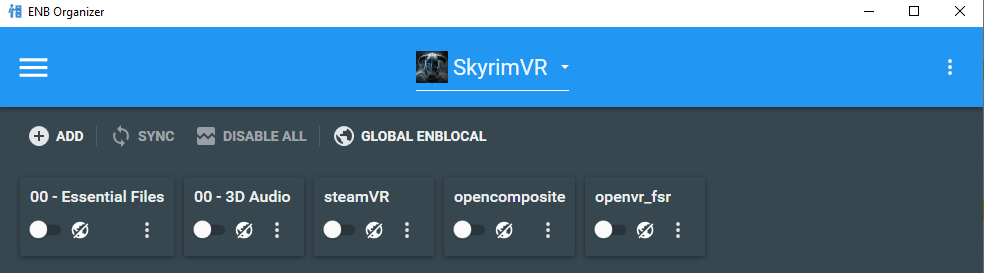 ENB Organizer
SkyrimVR
ADD SYNC DISABLE ALL GLOBAL ENBLOCAL
00 - Essential Files 00 - 3D Audio steamVR opencomposite openvr_fsr